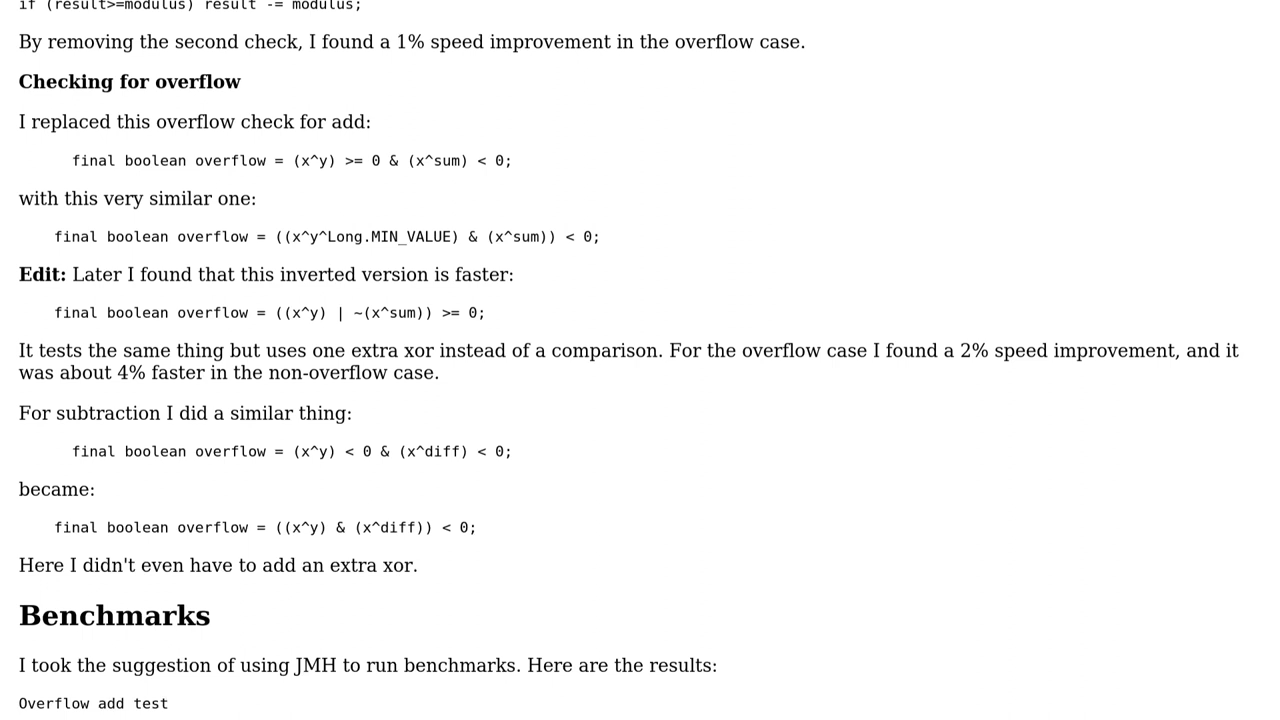 if (result>=modulus) result -= modulus;
By removing the second check, I found a 1% speed improvement in the overflow case.
Checking for overflow
I replaced this overflow check for add:
final boolean overflow = (x^y) >= 0 & (x^sum) < 0;
with this very similar one:
final boolean overflow = ((x^y^Long.MIN_VALUE) & (x^sum)) < 0;
Edit: Later I found that this inverted version is faster:
final boolean overflow = ((x^y) | ~(x^sum)) >= 0;
It tests the same thing but uses one extra xor instead of a comparison. For the overflow case I found a 2% speed improvement, and it
was about 4% faster in the non-overflow case.
For subtraction I did a similar thing:
final boolean overflow = (x^y) < 0 & (x^diff) < 0;
became:
final boolean overflow = ((x^y) & (x^diff)) < 0;
Here I didn't even have to add an extra xor.
Benchmarks
I took the suggestion of using JMH to run benchmarks. Here are the results:
Overflow add test